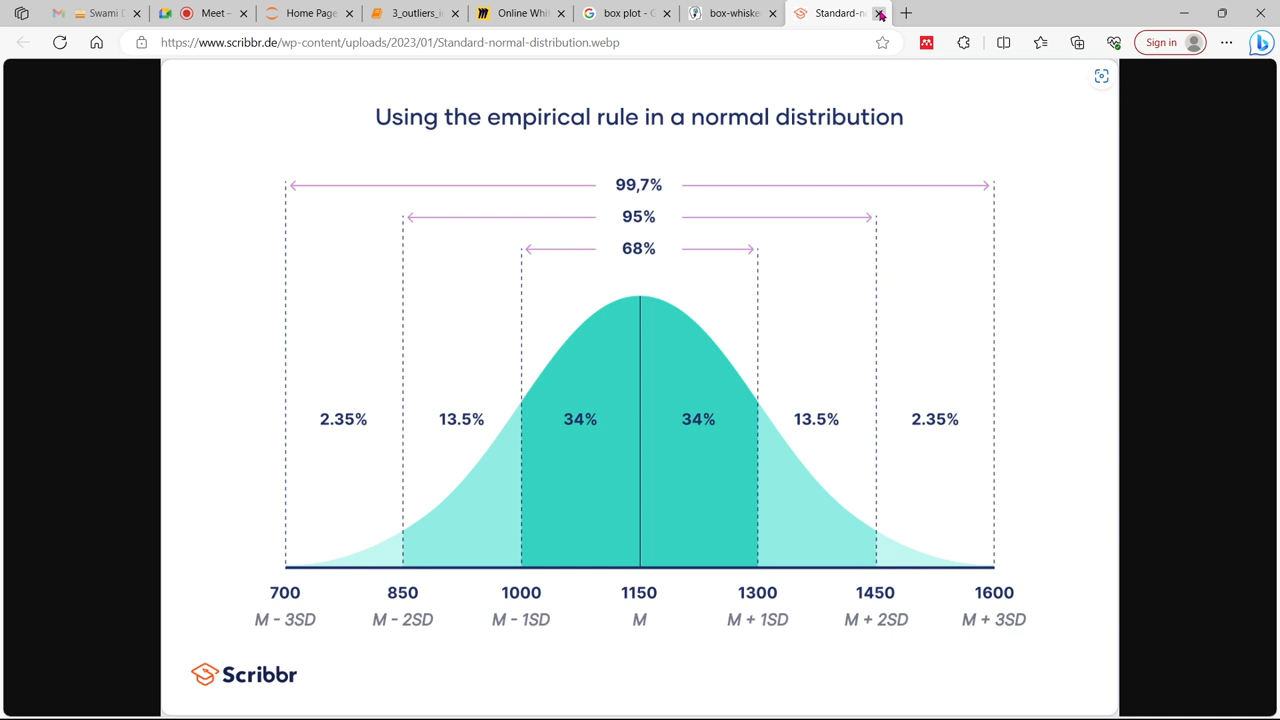 Swami D
Meet –
Home Page
3_outliers_i
Online Whi
box plot - G
box-whiske
Standard-n
https://www.scribbr.de/wp-content/uploads/2023/01/Standard-normal-distribution.webp
Sign in
Using the empirical rule in a normal distribution
99,7%
95%
68%
2.35% 13.5% 34% 34% 13.5% 2.35%
700 850 1000 1150 1300 1450 1600
M - 3SD M - 2SD M - 1SD M M + 1SD M + 2SD M + 3SD
Scribbr